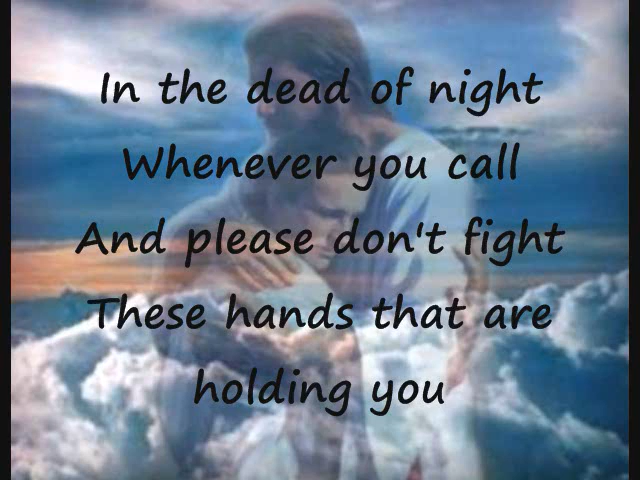 In the dead of night
Whenever you call
And please don't fight
These hands that are
holding you